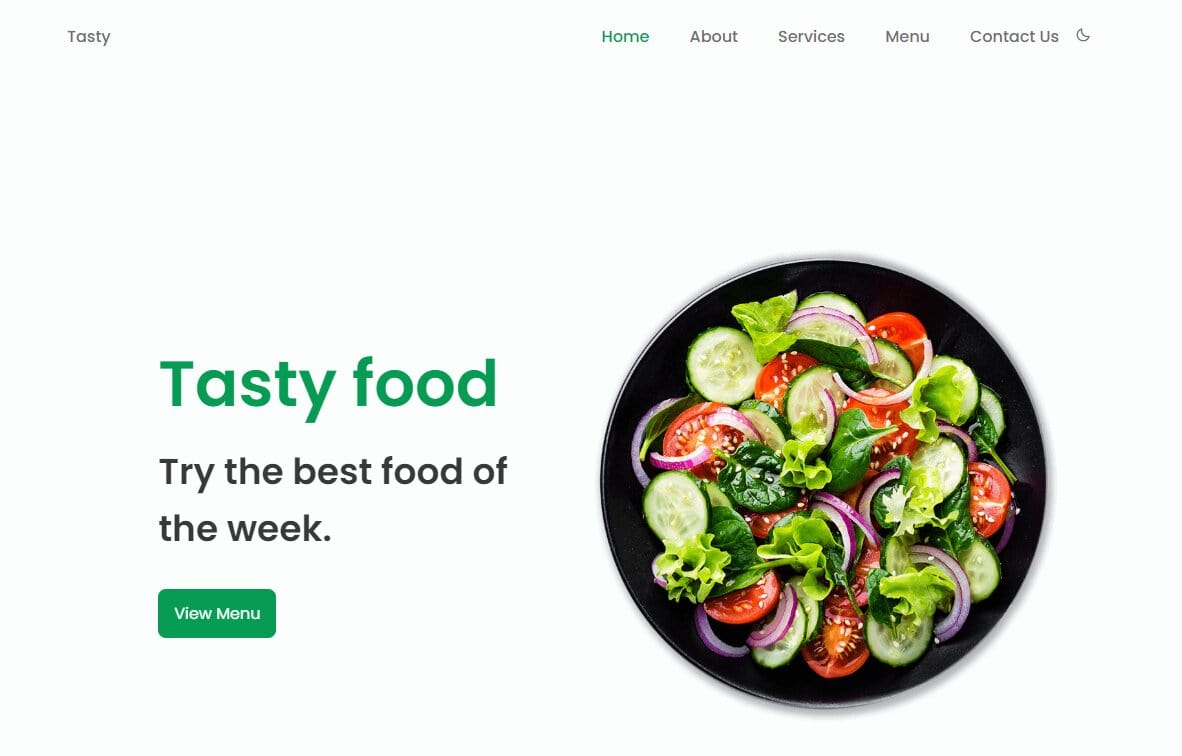 Tasty
Home About Services Menu Contact Us
Tasty food
Try the best food of
the week.
View Menu